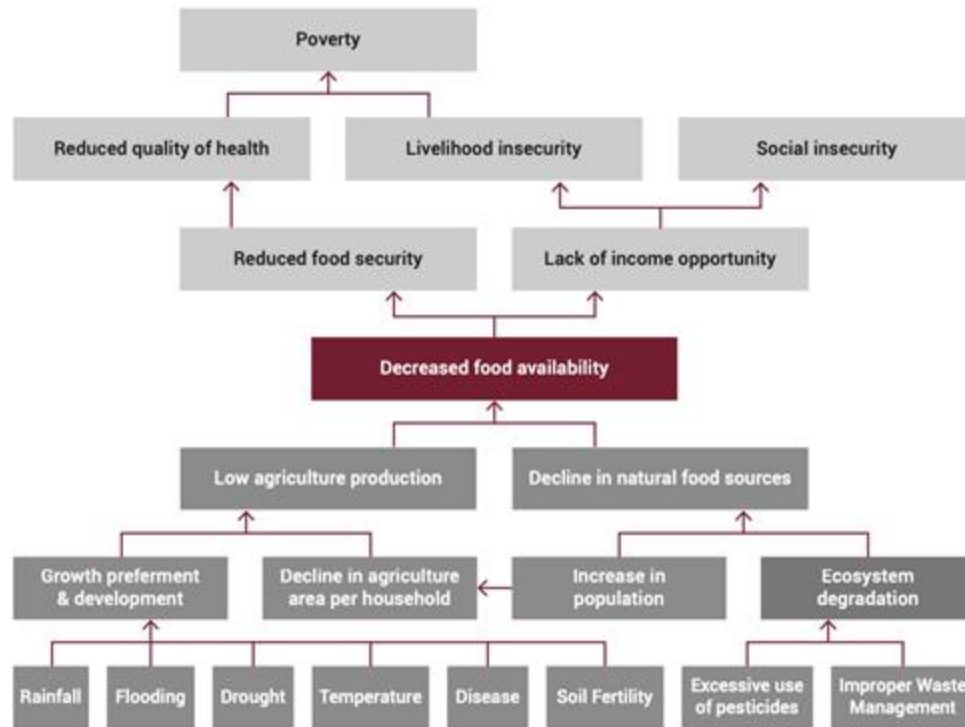 Poverty
Reduced quality of health
Livelihood insecurity
Social insecurity
Reduced food security
Lack of income opportunity
Decreased food availability
Low agriculture production
Decline in natural food sources
Growth preferment
& development
Decline in agriculture
area per household
Increase in
population
Ecosystem
degradation
Rainfall
Flooding
Drought
Temperature
Disease
Soil Fertility
Excessive use
of pesticides
Improper Waste
Management